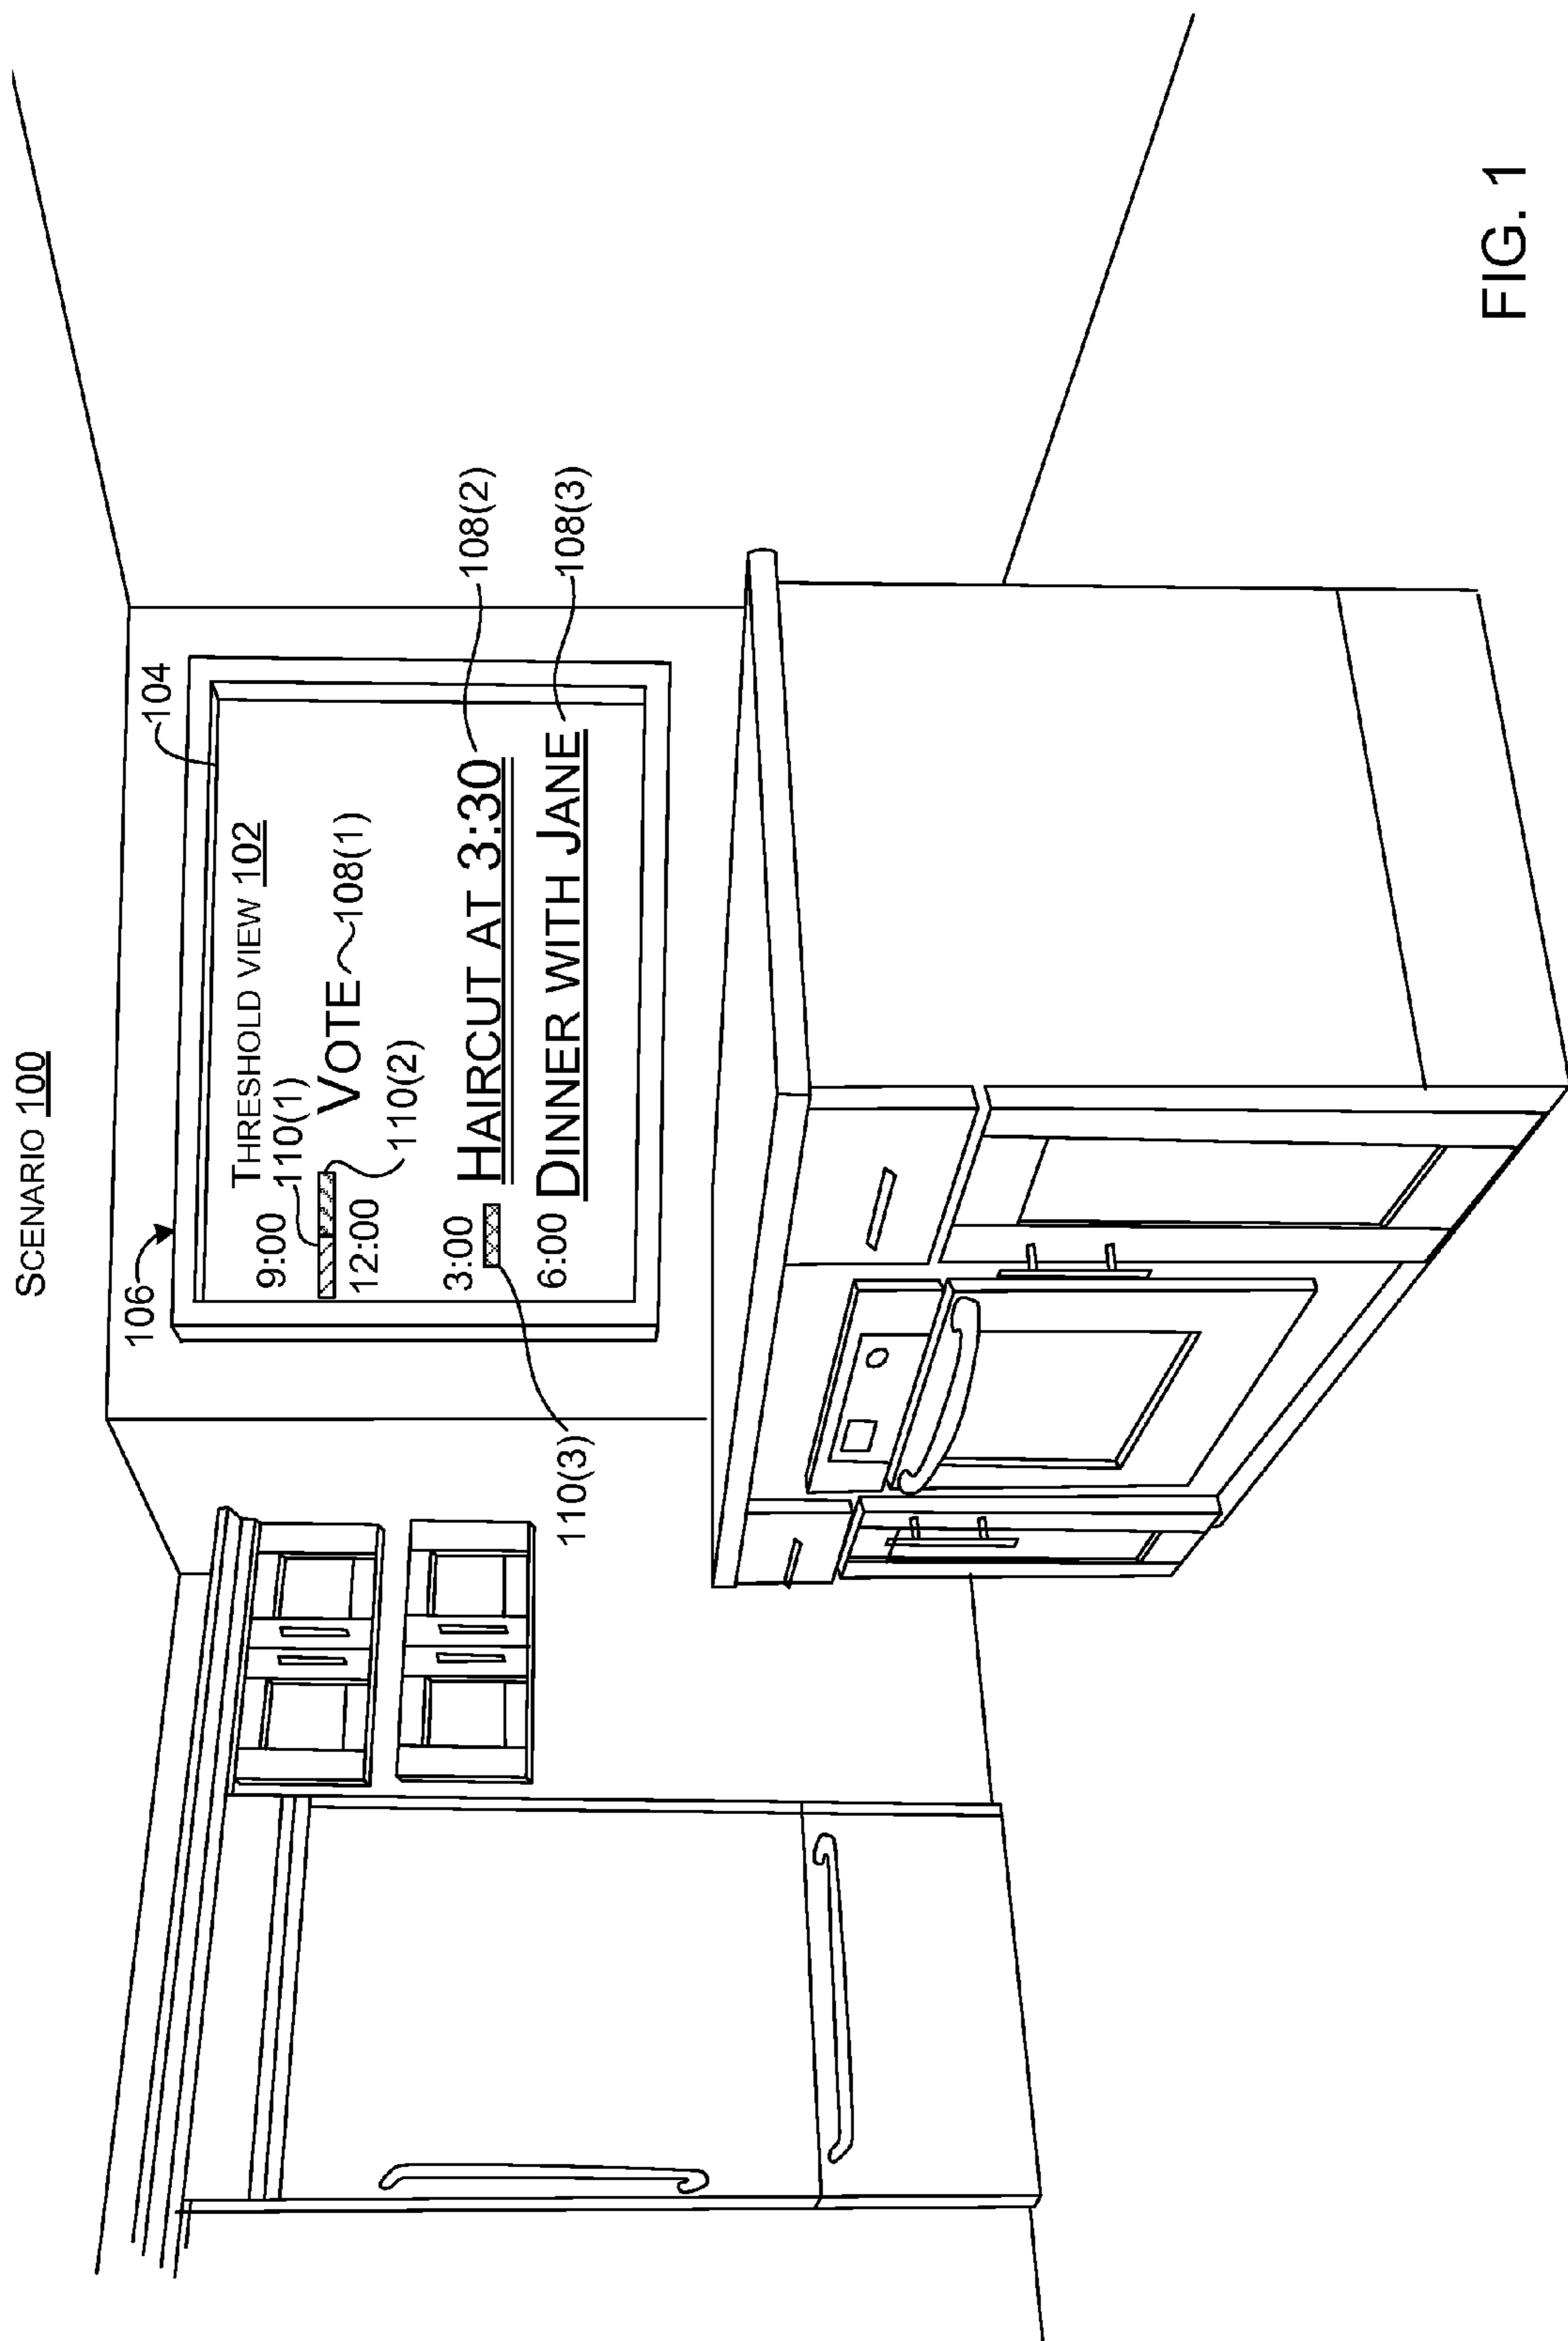 SCENARIO 100
106
104
THRESHOLD VIEW 102
9:00 110(1)
VOTE 108(1)
12:00 110(2)
3:00 HAIRCUT AT 3:30 108(2)
6:00 DINNER WITH JANE 108(3)
110(3)
FIG. 1